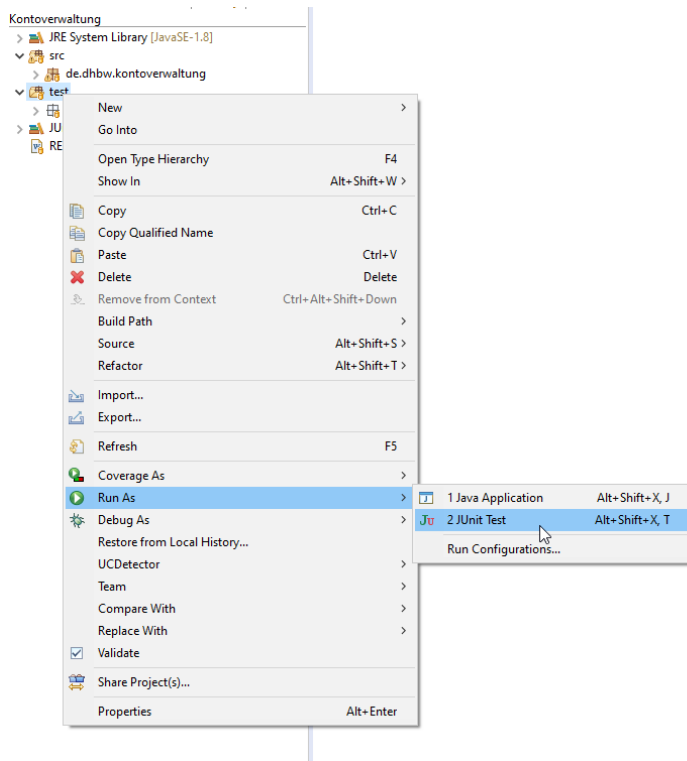 Kontoverwaltung
JRE System Library [JavaSE-1.8]
src
de.dhbw.kontoverwaltung
test
JU
RE
New
Go Into
Open Type Hierarchy F4
Show In Alt+Shift+W >
Copy Ctrl+C
Copy Qualified Name
Paste Ctrl+V
Delete Delete
Remove from Context Ctrl+Alt+Shift+Down
Build Path
Source Alt+Shift+S >
Refactor Alt+Shift+T >
Import...
Export...
Refresh F5
Coverage As
Run As
Debug As
Restore from Local History...
UCDetector
Team
Compare With
Replace With
Validate
Share Project(s)...
Properties Alt+Enter
1 Java Application Alt+Shift+X, J
JU 2 JUnit Test Alt+Shift+X, T
Run Configurations...